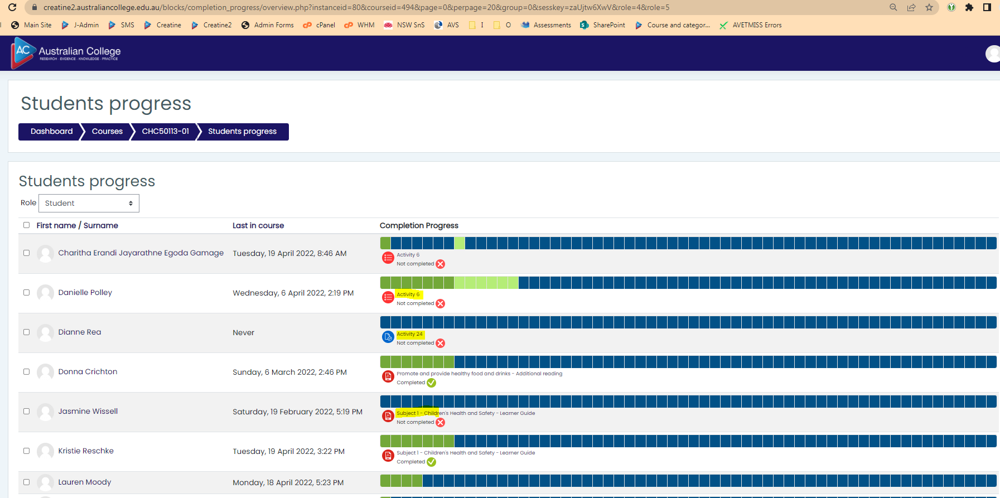 creatine2.australiancollege.edu.au/blocks/completion_progress/overview.php?instanceid=80&courseid=494&page=0&perpage=20&group=0&sesskey=zaUjtw6XwV&role=4&role=5
Main Site J-Admin SMS Creatine Creatine2 Admin Forms cPanel WHM NSW SnS AVS I O Assessments SharePoint Course and categor... AVETMISS Errors
AC Australian College
RESEARCH · EVIDENCE · KNOWLEDGE · PRACTICE
Students progress
Dashboard Courses CHC50113-01 Students progress
Students progress
Role Student
First name / Surname Last in course Completion Progress
Charitha Erandi Jayarathne Egoda Gamage Tuesday, 19 April 2022, 8:46 AM
Activity 6
Not completed
Danielle Polley Wednesday, 6 April 2022, 2:19 PM
Activity 6
Not completed
Dianne Rea Never
Activity 24
Not completed
Donna Crichton Sunday, 6 March 2022, 2:46 PM
Promote and provide healthy food and drinks - Additional reading
Completed
Jasmine Wissell Saturday, 19 February 2022, 5:19 PM
Subject 1 - Children's Health and Safety - Learner Guide
Not completed
Kristie Reschke Tuesday, 19 April 2022, 3:22 PM
Subject 1 - Children's Health and Safety - Learner Guide
Completed
Lauren Moody Monday, 18 April 2022, 5:23 PM